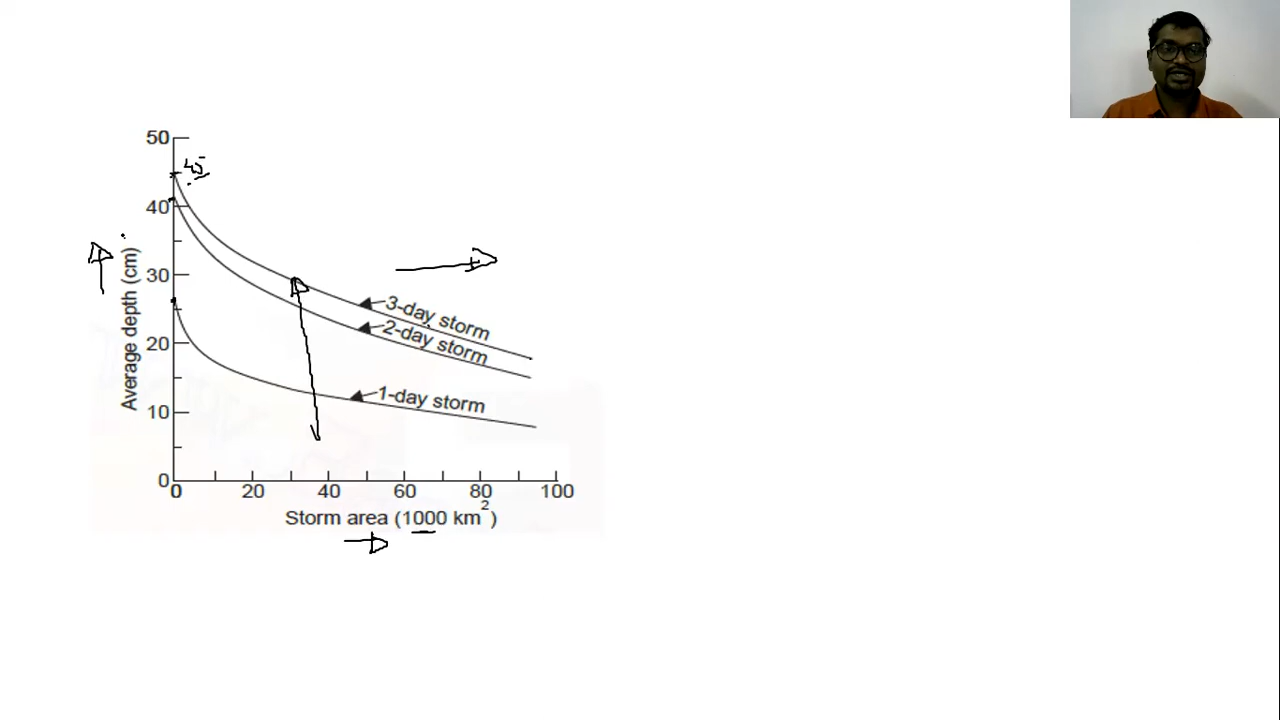 50
45
40
30
20
10
0
Average depth (cm)
3-day storm
2-day storm
1-day storm
0 20 40 60 80 100
Storm area (1000 km²)